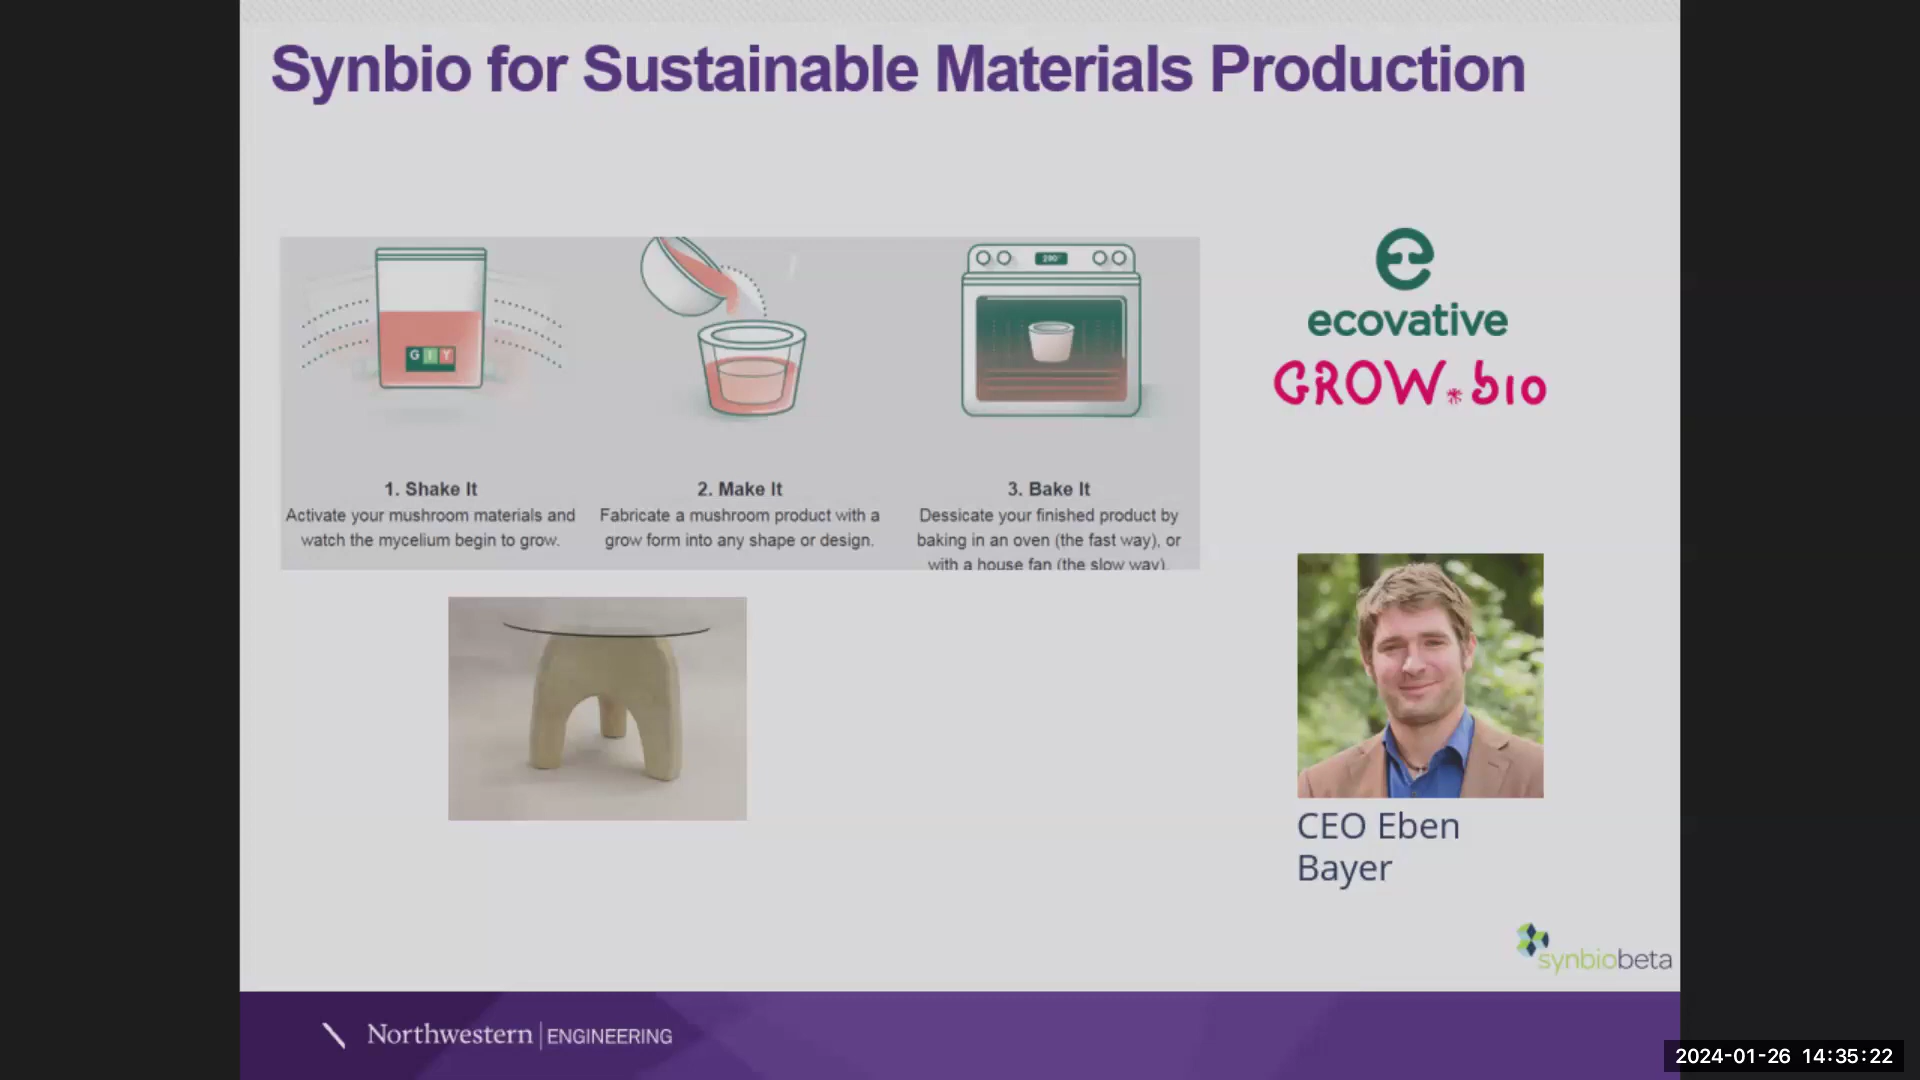 Synbio for Sustainable Materials Production
GIY
200°
1. Shake It
Activate your mushroom materials and
watch the mycelium begin to grow.
2. Make It
Fabricate a mushroom product with a
grow form into any shape or design.
3. Bake It
Dessicate your finished product by
baking in an oven (the fast way), or
with a house fan (the slow way).
e
ecovative
GROW.bio
CEO Eben
Bayer
synbiobeta
Northwestern | ENGINEERING
2024-01-26 14:35:22